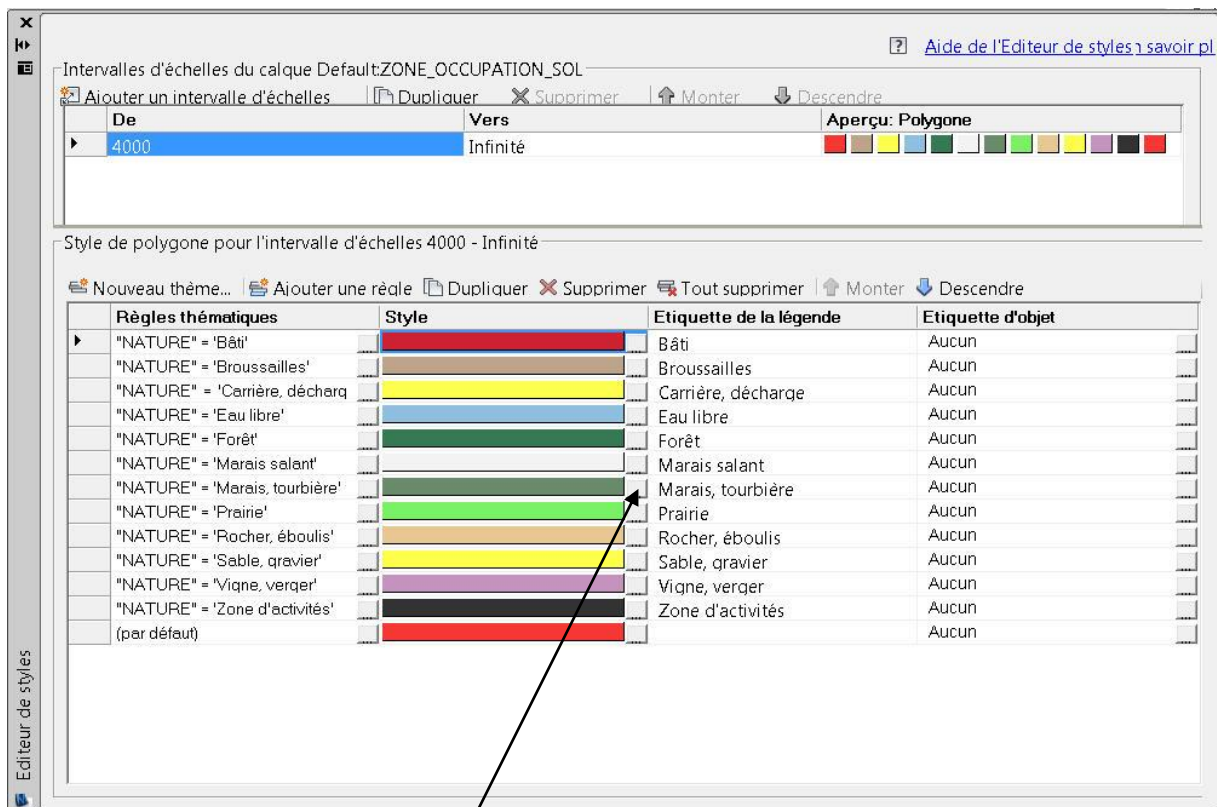 Aide de l'Editeur de styles savoir pl
Intervalles d'échelles du calque Default:ZONE_OCCUPATION_SOL
Ajouter un intervalle d'échelles Dupliquer Supprimer Monter Descendre
De Vers Aperçu: Polygone
4000 Infinité
Style de polygone pour l'intervalle d'échelles 4000 - Infinité
Nouveau thème... Ajouter une règle Dupliquer Supprimer Tout supprimer Monter Descendre
Règles thématiques Style Etiquette de la légende Etiquette d'objet
"NATURE" = 'Bâti' ... ... Bâti Aucun ...
"NATURE" = 'Broussailles' ... ... Broussailles Aucun ...
"NATURE" = 'Carrière, décharg ... ... Carrière, décharge Aucun ...
"NATURE" = 'Eau libre' ... ... Eau libre Aucun ...
"NATURE" = 'Forêt' ... ... Forêt Aucun ...
"NATURE" = 'Marais salant' ... ... Marais salant Aucun ...
"NATURE" = 'Marais, tourbière' ... ... Marais, tourbière Aucun ...
"NATURE" = 'Prairie' ... ... Prairie Aucun ...
"NATURE" = 'Rocher, éboulis' ... ... Rocher, éboulis Aucun ...
"NATURE" = 'Sable, gravier' ... ... Sable, gravier Aucun ...
"NATURE" = 'Vigne, verger' ... ... Vigne, verger Aucun ...
"NATURE" = 'Zone d'activités' ... ... Zone d'activités Aucun ...
(par défaut) ... ... Aucun ...
Editeur de styles